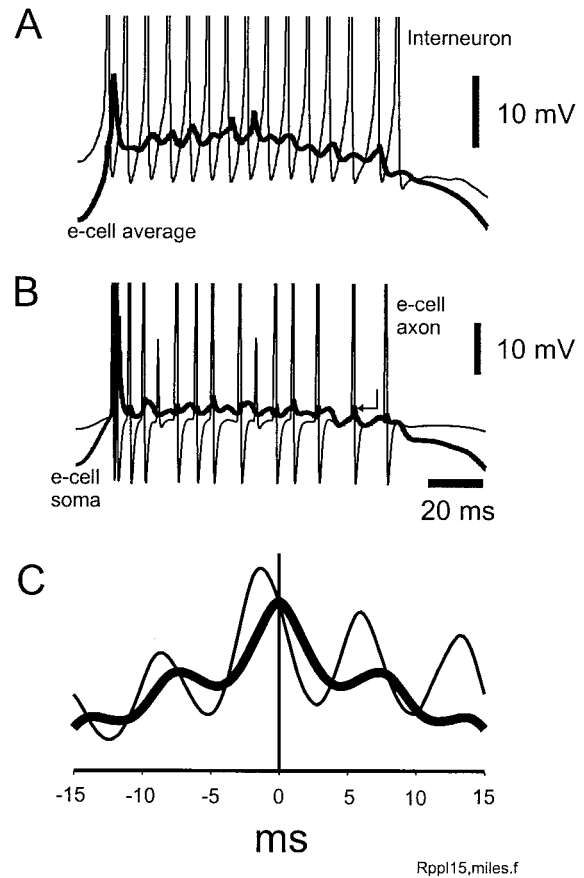 A
Interneuron
10 mV
e-cell average
B
e-cell
axon
10 mV
e-cell
soma
20 ms
C
-15 -10 -5 0 5 10 15
ms
Rppl15,miles.f